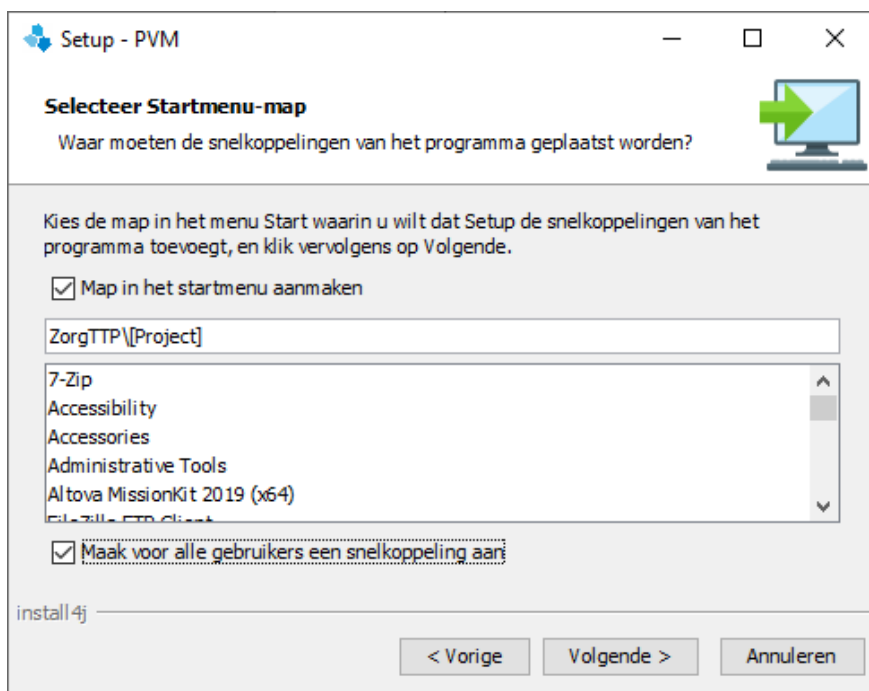 Setup - PVM
Selecteer Startmenu-map
Waar moeten de snelkoppelingen van het programma geplaatst worden?
Kies de map in het menu Start waarin u wilt dat Setup de snelkoppelingen van het
programma toevoegt, en klik vervolgens op Volgende.
Map in het startmenu aanmaken
ZorgTTP\[Project]
7-Zip
Accessibility
Accessories
Administrative Tools
Altova MissionKit 2019 (x64)
FileZilla FTP Client
Maak voor alle gebruikers een snelkoppeling aan
install4j
< Vorige
Volgende >
Annuleren